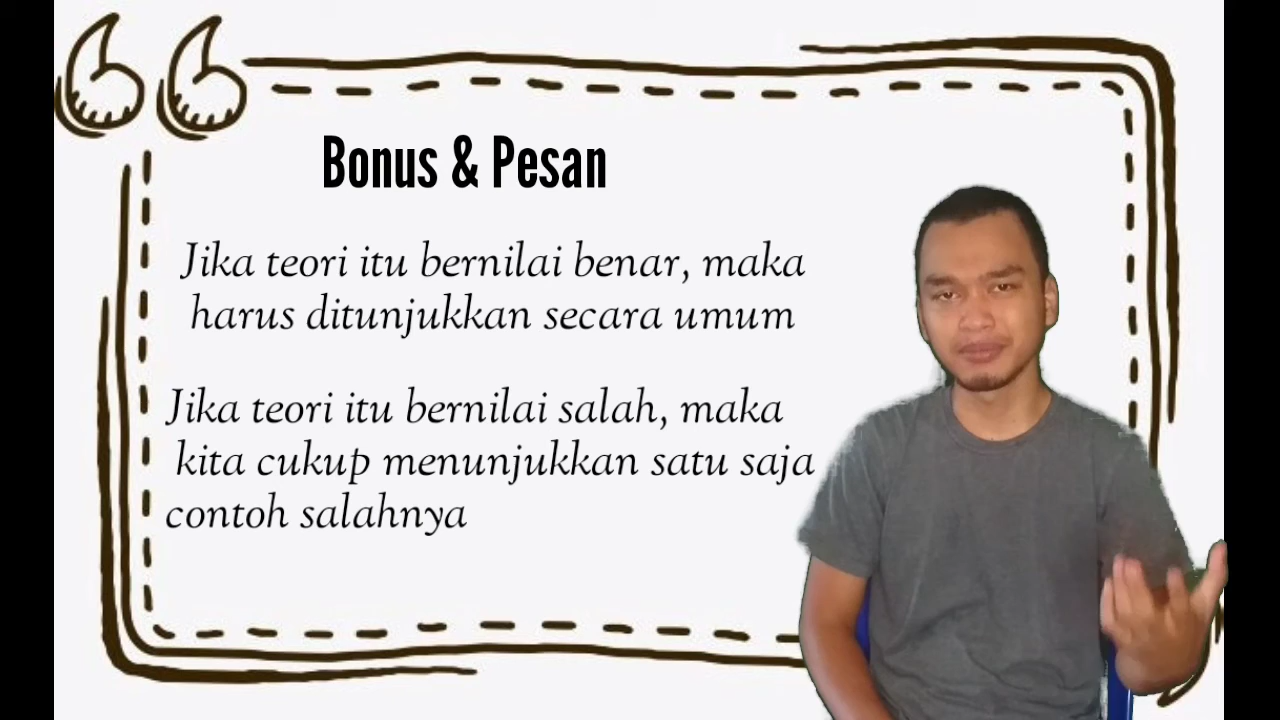 Bonus & Pesan
Jika teori itu bernilai benar, maka
harus ditunjukkan secara umum
Jika teori itu bernilai salah, maka
kita cukup menunjukkan satu saja
contoh salahnya